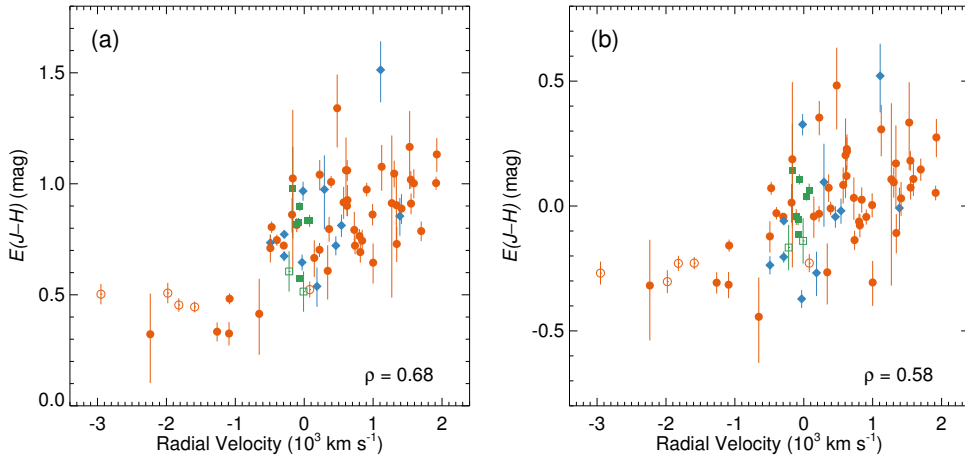 (a)
E(J–H) (mag)
1.5
1.0
0.5
0.0
ρ = 0.68
-3 -2 -1 0 1 2
Radial Velocity (10³ km s⁻¹)
(b)
E(J–H) (mag)
0.5
0.0
-0.5
ρ = 0.58
-3 -2 -1 0 1 2
Radial Velocity (10³ km s⁻¹)